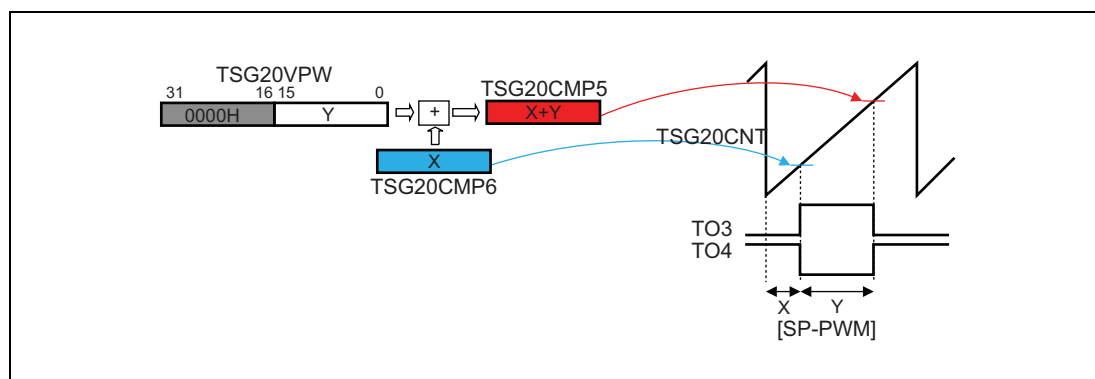 TSG20VPW
31 16 15 0
0000H Y
+
TSG20CMP5
X+Y
X
TSG20CMP6
TSG20CNT
TO3
TO4
X Y
[SP-PWM]